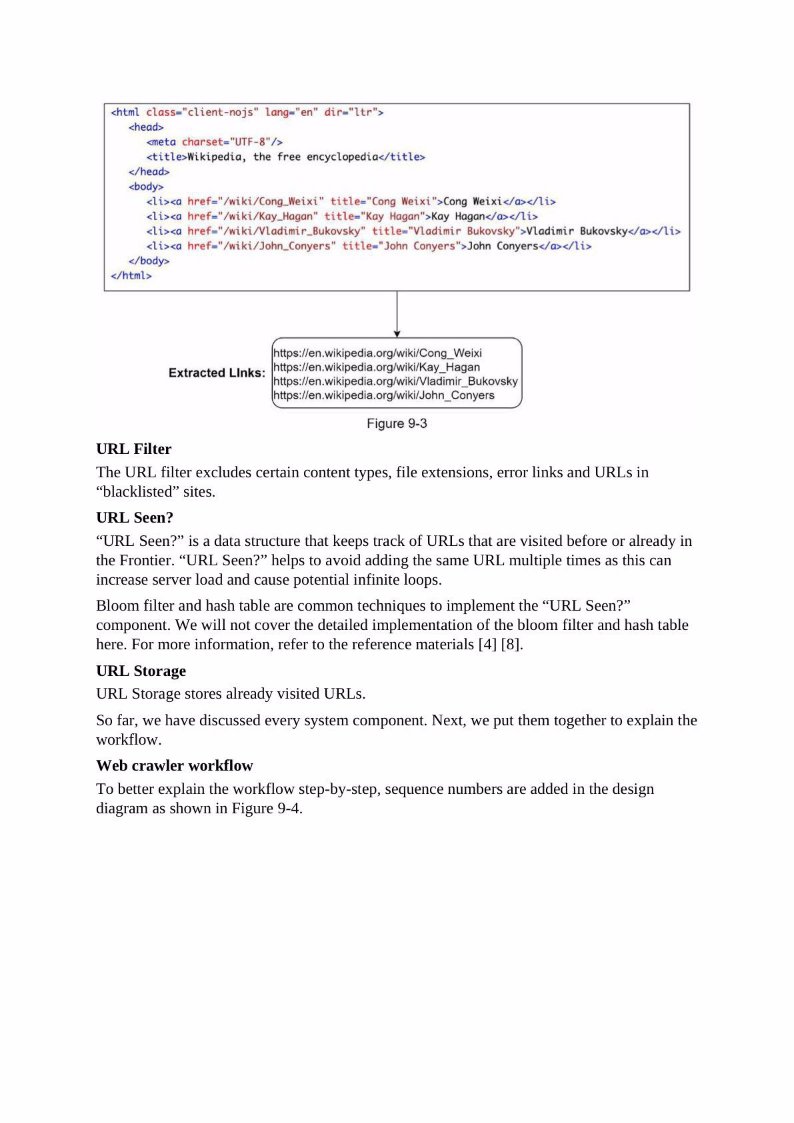 <html class="client-nojs" lang="en" dir="ltr">
<head>
<meta charset="UTF-8"/>
<title>Wikipedia, the free encyclopedia</title>
</head>
<body>
<li><a href="/wiki/Cong_Weixi" title="Cong Weixi">Cong Weixi</a></li>
<li><a href="/wiki/Kay_Hagan" title="Kay Hagan">Kay Hagan</a></li>
<li><a href="/wiki/Vladimir_Bukovsky" title="Vladimir Bukovsky">Vladimir Bukovsky</a></li>
<li><a href="/wiki/John_Conyers" title="John Conyers">John Conyers</a></li>
</body>
</html>
Extracted LInks:
https://en.wikipedia.org/wiki/Cong_Weixi
https://en.wikipedia.org/wiki/Kay_Hagan
https://en.wikipedia.org/wiki/Vladimir_Bukovsky
https://en.wikipedia.org/wiki/John_Conyers
Figure 9-3
URL Filter
The URL filter excludes certain content types, file extensions, error links and URLs in
“blacklisted” sites.
URL Seen?
“URL Seen?” is a data structure that keeps track of URLs that are visited before or already in
the Frontier. “URL Seen?” helps to avoid adding the same URL multiple times as this can
increase server load and cause potential infinite loops.
Bloom filter and hash table are common techniques to implement the “URL Seen?”
component. We will not cover the detailed implementation of the bloom filter and hash table
here. For more information, refer to the reference materials [4] [8].
URL Storage
URL Storage stores already visited URLs.
So far, we have discussed every system component. Next, we put them together to explain the
workflow.
Web crawler workflow
To better explain the workflow step-by-step, sequence numbers are added in the design
diagram as shown in Figure 9-4.